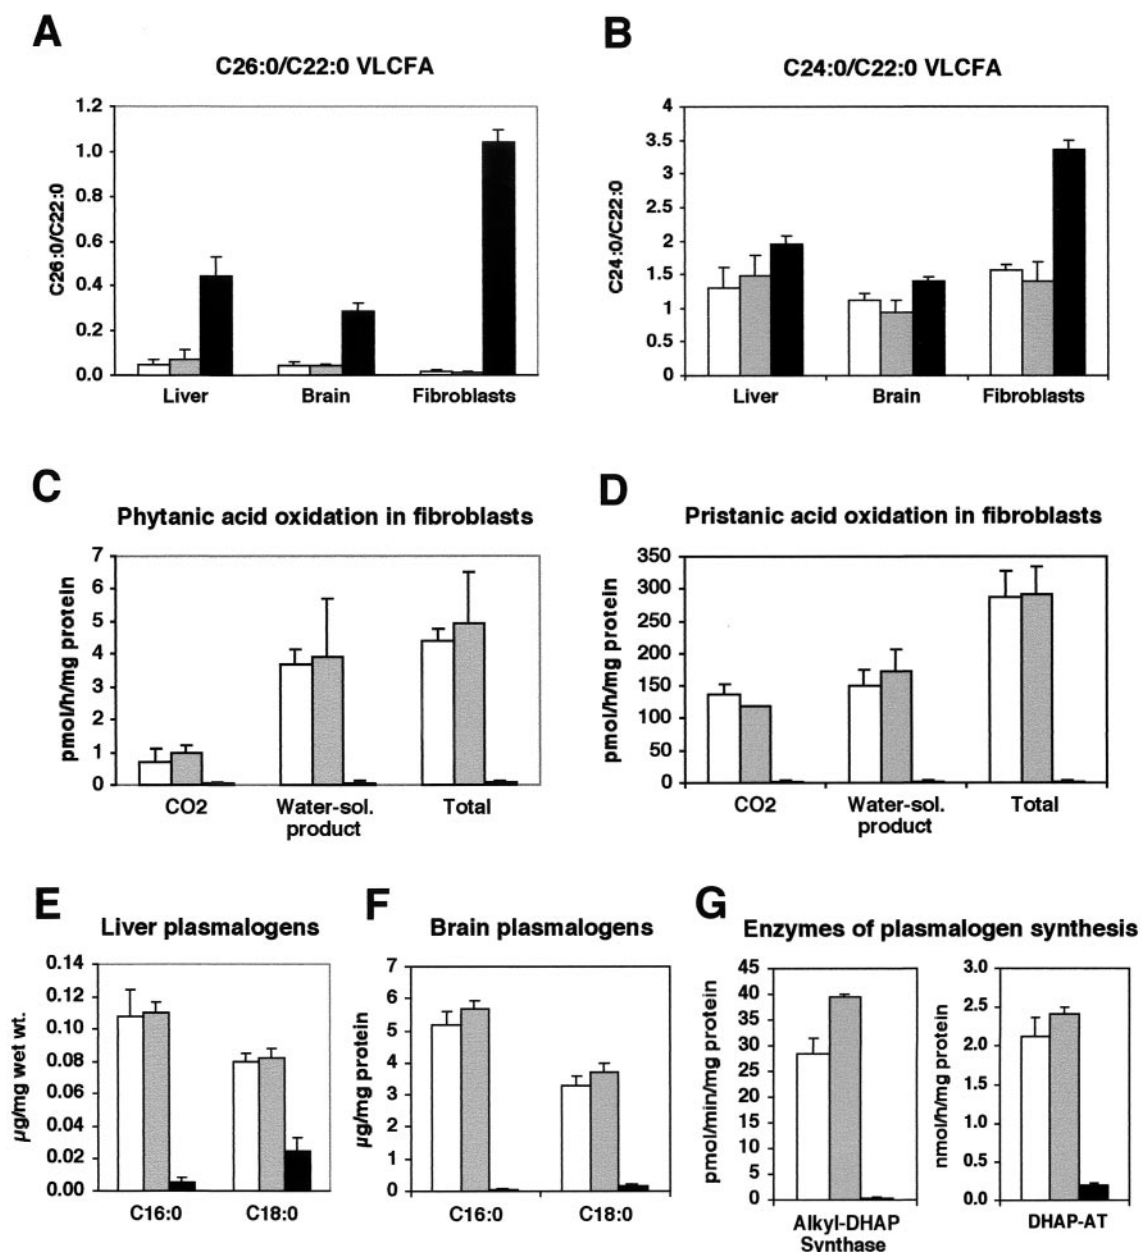 A
C26:0/C22:0 VLCFA
C26:0/C22:0
1.2
1.0
0.8
0.6
0.4
0.2
0.0
Liver Brain Fibroblasts
B
C24:0/C22:0 VLCFA
C24:0/C22:0
4
3.5
3
2.5
2
1.5
1
0.5
0
Liver Brain Fibroblasts
C
Phytanic acid oxidation in fibroblasts
pmol/h/mg protein
7
6
5
4
3
2
1
0
CO2 Water-sol. Total
product
D
Pristanic acid oxidation in fibroblasts
pmol/h/mg protein
350
300
250
200
150
100
50
0
CO2 Water-sol. Total
product
E
Liver plasmalogens
µg/mg wet wt.
0.14
0.12
0.10
0.08
0.06
0.04
0.02
0.00
C16:0 C18:0
F
Brain plasmalogens
µg/mg protein
7
6
5
4
3
2
1
0
C16:0 C18:0
G
Enzymes of plasmalogen synthesis
pmol/min/mg protein
45
40
35
30
25
20
15
10
5
0
Alkyl-DHAP
Synthase
nmol/h/mg protein
3.0
2.5
2.0
1.5
1.0
0.5
0.0
DHAP-AT